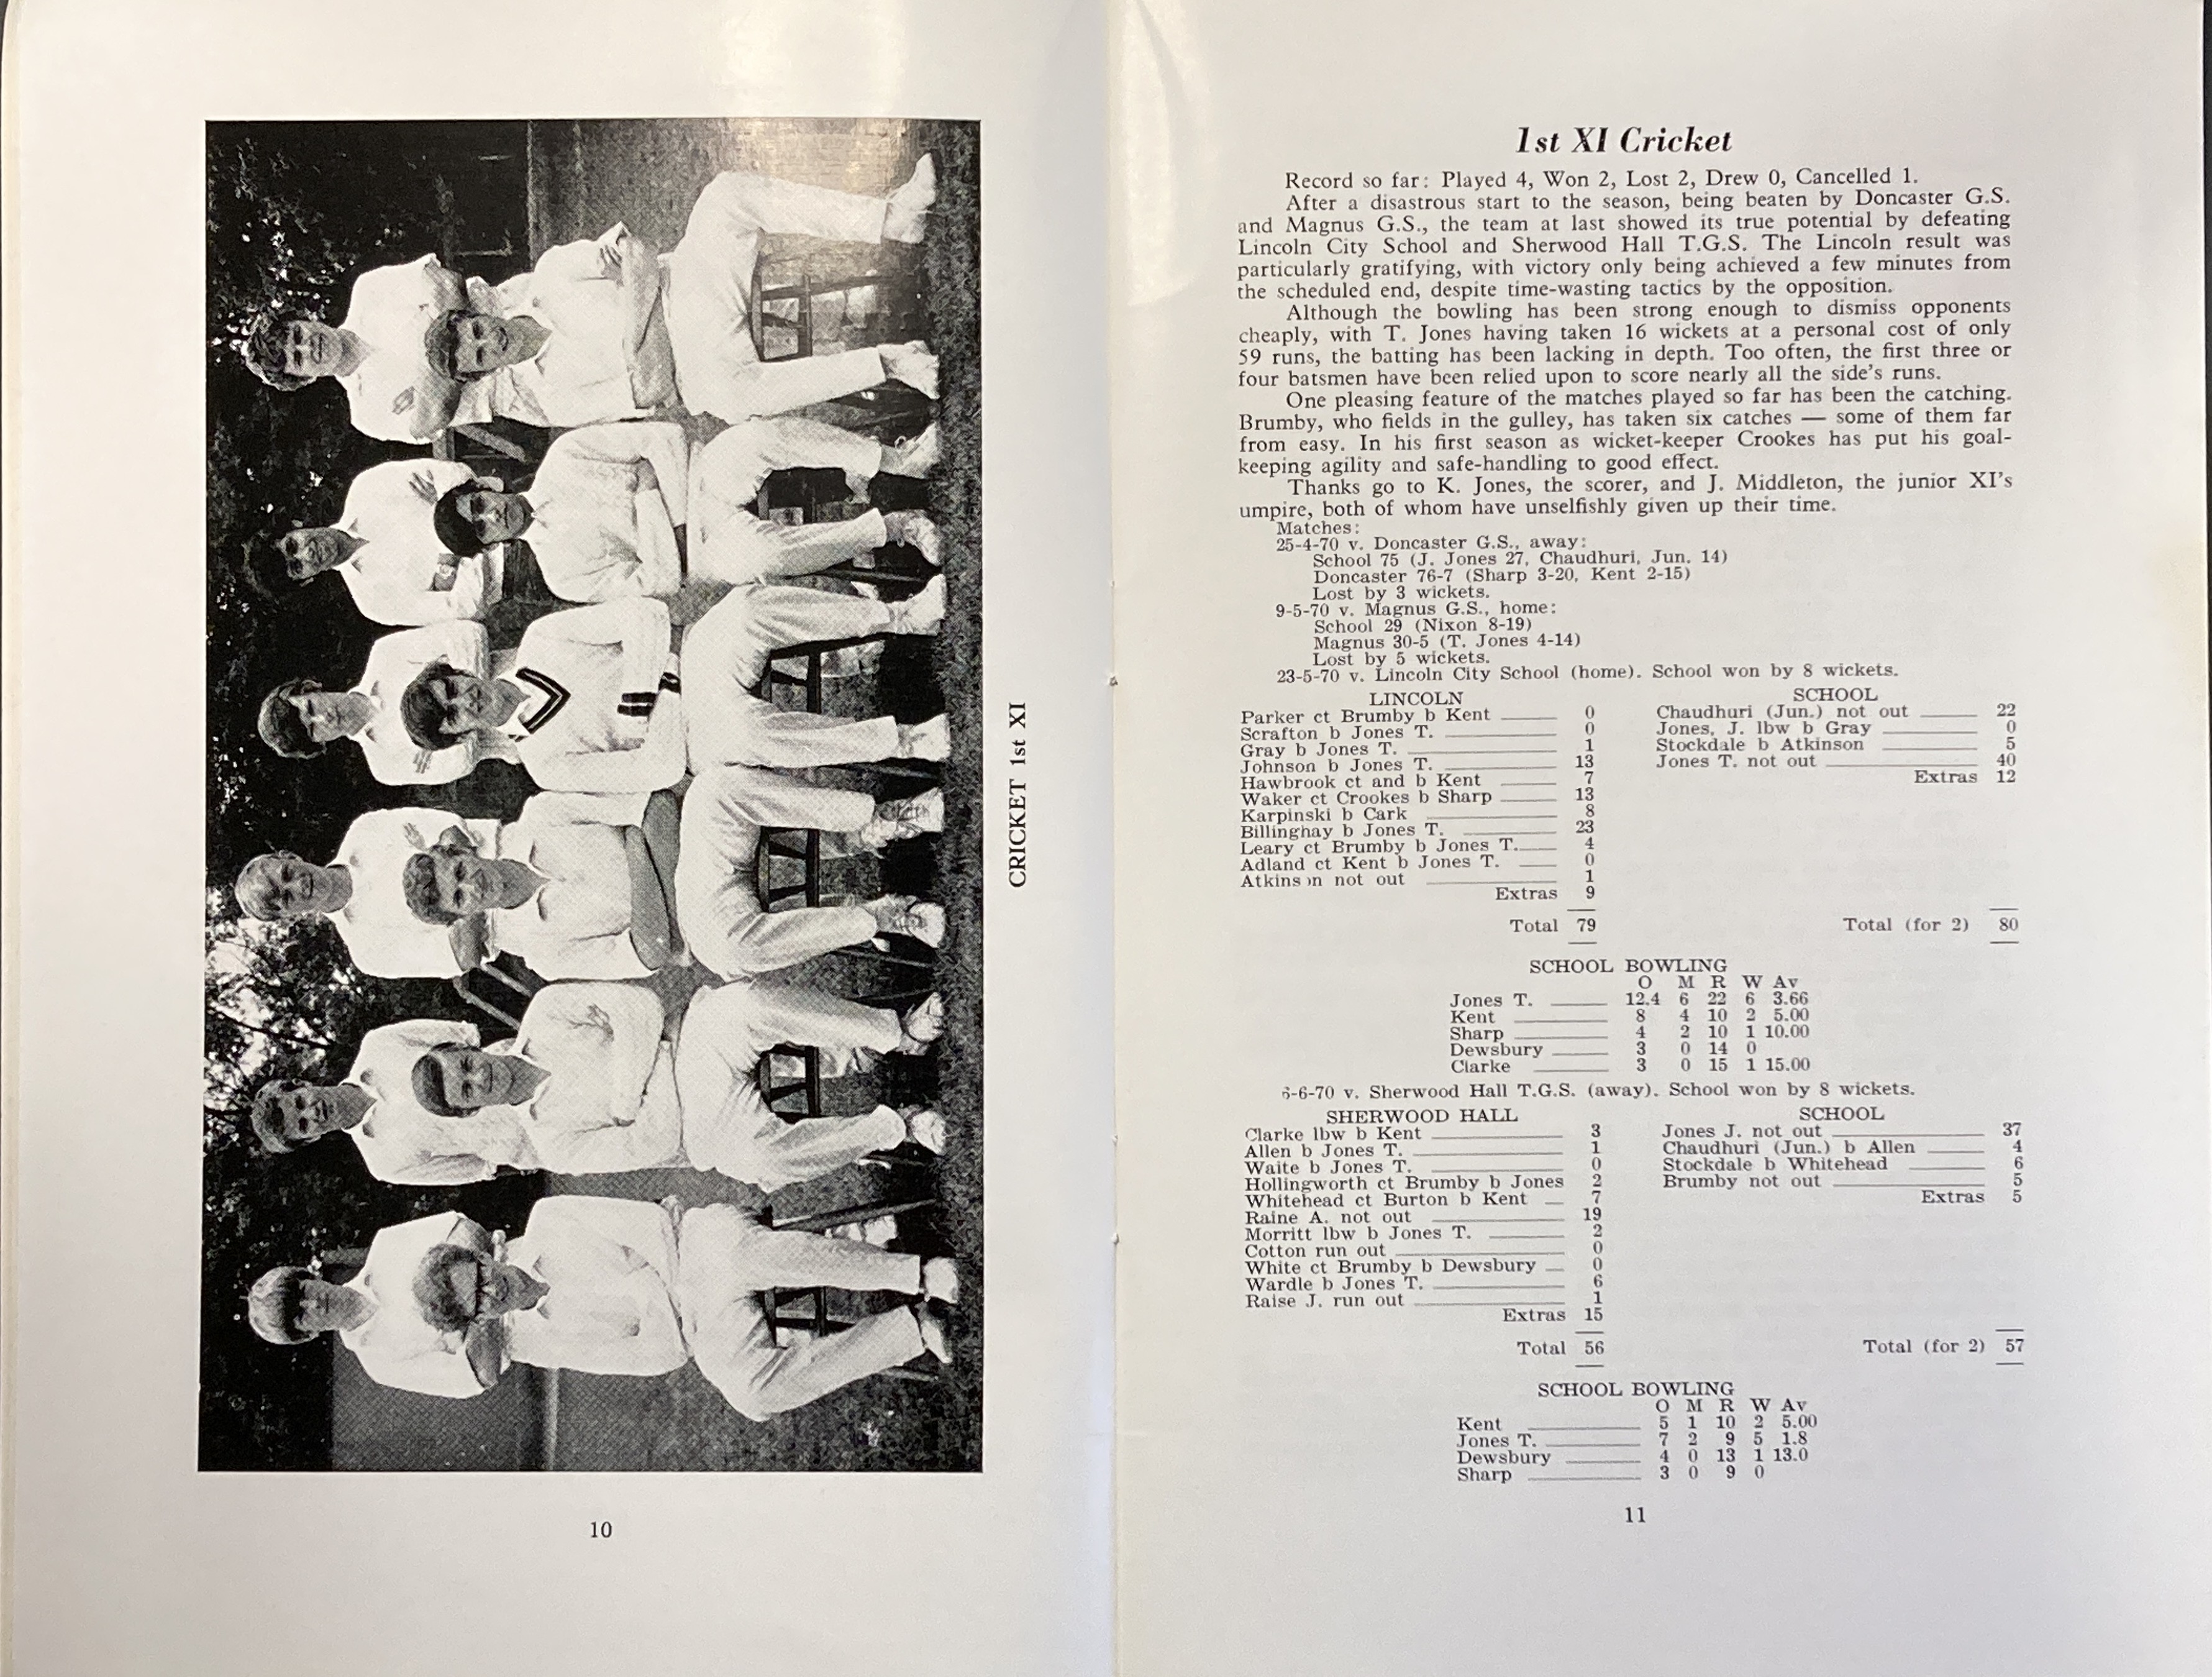 CRICKET 1st XI
10
1st XI Cricket
Record so far: Played 4, Won 2, Lost 2, Drew 0, Cancelled 1.
After a disastrous start to the season, being beaten by Doncaster G.S.
and Magnus G.S., the team at last showed its true potential by defeating
Lincoln City School and Sherwood Hall T.G.S. The Lincoln result was
particularly gratifying, with victory only being achieved a few minutes from
the scheduled end, despite time-wasting tactics by the opposition.
Although the bowling has been strong enough to dismiss opponents
cheaply, with T. Jones having taken 16 wickets at a personal cost of only
59 runs, the batting has been lacking in depth. Too often, the first three or
four batsmen have been relied upon to score nearly all the side's runs.
One pleasing feature of the matches played so far has been the catching.
Brumby, who fields in the gulley, has taken six catches — some of them far
from easy. In his first season as wicket-keeper Crookes has put his goal-
keeping agility and safe-handling to good effect.
Thanks go to K. Jones, the scorer, and J. Middleton, the junior XI's
umpire, both of whom have unselfishly given up their time.
Matches:
25-4-70 v. Doncaster G.S., away:
School 75 (J. Jones 27, Chaudhuri, Jun. 14)
Doncaster 76-7 (Sharp 3-20, Kent 2-15)
Lost by 3 wickets.
9-5-70 v. Magnus G.S., home:
School 29 (Nixon 8-19)
Magnus 30-5 (T. Jones 4-14)
Lost by 5 wickets.
23-5-70 v. Lincoln City School (home). School won by 8 wickets.
LINCOLN
Parker ct Brumby b Kent 0
Scrafton b Jones T. 0
Gray b Jones T. 1
Johnson b Jones T. 13
Hawbrook ct and b Kent 7
Waker ct Crookes b Sharp 13
Karpinski b Cark 8
Billinghay b Jones T. 23
Leary ct Brumby b Jones T. 4
Adland ct Kent b Jones T. 0
Atkinson not out 1
Extras 9
Total 79
SCHOOL
Chaudhuri (Jun.) not out 22
Jones, J. lbw b Gray 0
Stockdale b Atkinson 5
Jones T. not out 40
Extras 12
Total (for 2) 80
SCHOOL BOWLING
O M R W Av
Jones T. 12.4 6 22 6 3.66
Kent 8 4 10 2 5.00
Sharp 4 2 10 1 10.00
Dewsbury 3 0 14 0
Clarke 3 0 15 1 15.00
6-6-70 v. Sherwood Hall T.G.S. (away). School won by 8 wickets.
SHERWOOD HALL
Clarke lbw b Kent 3
Allen b Jones T. 1
Waite b Jones T. 0
Hollingworth ct Brumby b Jones 2
Whitehead ct Burton b Kent 7
Raine A. not out 19
Morritt lbw b Jones T. 2
Cotton run out 0
White ct Brumby b Dewsbury 0
Wardle b Jones T. 6
Raise J. run out 1
Extras 15
Total 56
SCHOOL
Jones J. not out 37
Chaudhuri (Jun.) b Allen 4
Stockdale b Whitehead 6
Brumby not out 5
Extras 5
Total (for 2) 57
SCHOOL BOWLING
O M R W Av
Kent 5 1 10 2 5.00
Jones T. 7 2 9 5 1.8
Dewsbury 4 0 13 1 13.0
Sharp 3 0 9 0
11